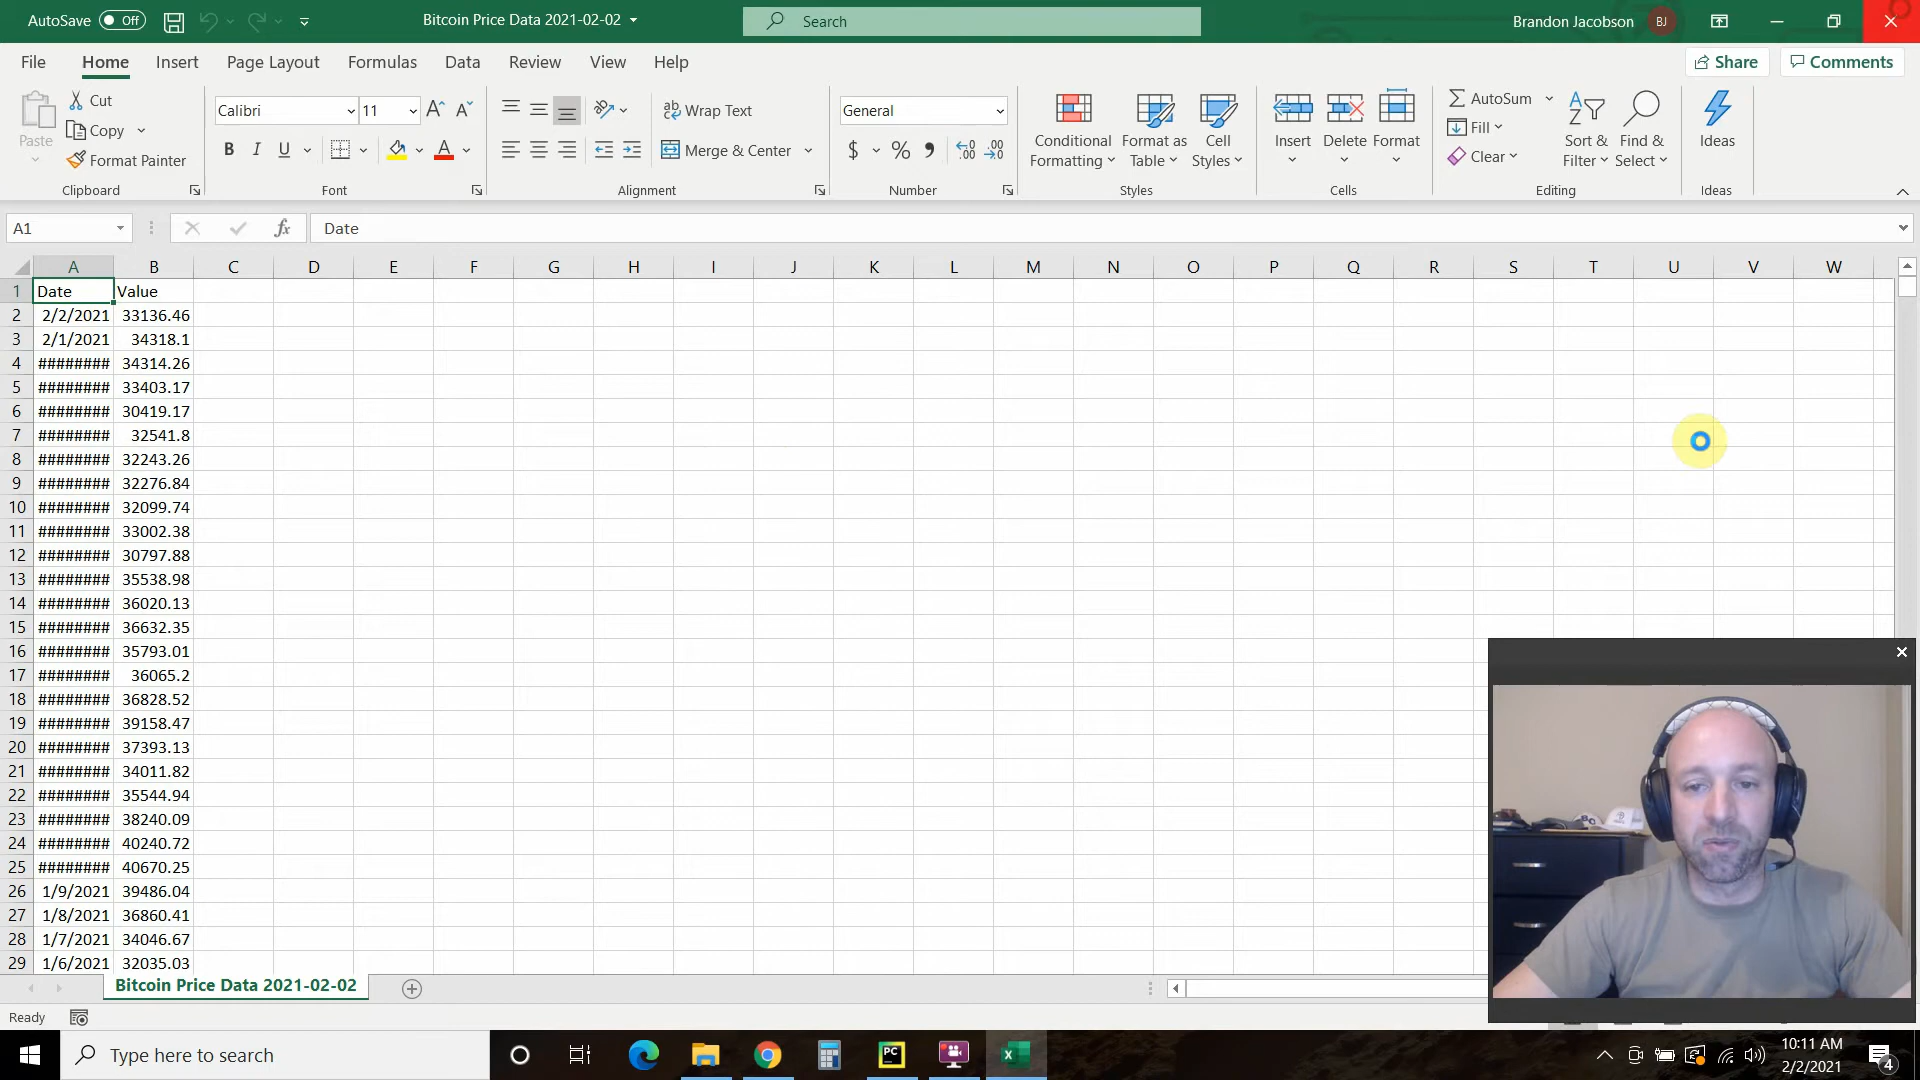 AutoSave Off Bitcoin Price Data 2021-02-02 Search Brandon Jacobson BJ
File Home Insert Page Layout Formulas Data Review View Help Share Comments
Paste Cut Copy Format Painter Clipboard
Calibri 11 B I U A Font
ab Wrap Text Merge & Center Alignment
General $ % , Number
Conditional Formatting Format as Table Cell Styles Styles
Insert Delete Format Cells
AutoSum Fill Clear Sort & Filter Find & Select Editing
Ideas Ideas
A1 fx Date
A B C D E F G H I J K L M N O P Q R S T U V W
1 Date Value
2 2/2/2021 33136.46
3 2/1/2021 34318.1
4 ######## 34314.26
5 ######## 33403.17
6 ######## 30419.17
7 ######## 32541.8
8 ######## 32243.26
9 ######## 32276.84
10 ######## 32099.74
11 ######## 33002.38
12 ######## 30797.88
13 ######## 35538.98
14 ######## 36020.13
15 ######## 36632.35
16 ######## 35793.01
17 ######## 36065.2
18 ######## 36828.52
19 ######## 39158.47
20 ######## 37393.13
21 ######## 34011.82
22 ######## 35544.94
23 ######## 38240.09
24 ######## 40240.72
25 ######## 40670.25
26 1/9/2021 39486.04
27 1/8/2021 36860.41
28 1/7/2021 34046.67
29 1/6/2021 32035.03
Bitcoin Price Data 2021-02-02
Ready
Type here to search PC 10:11 AM
2/2/2021 4